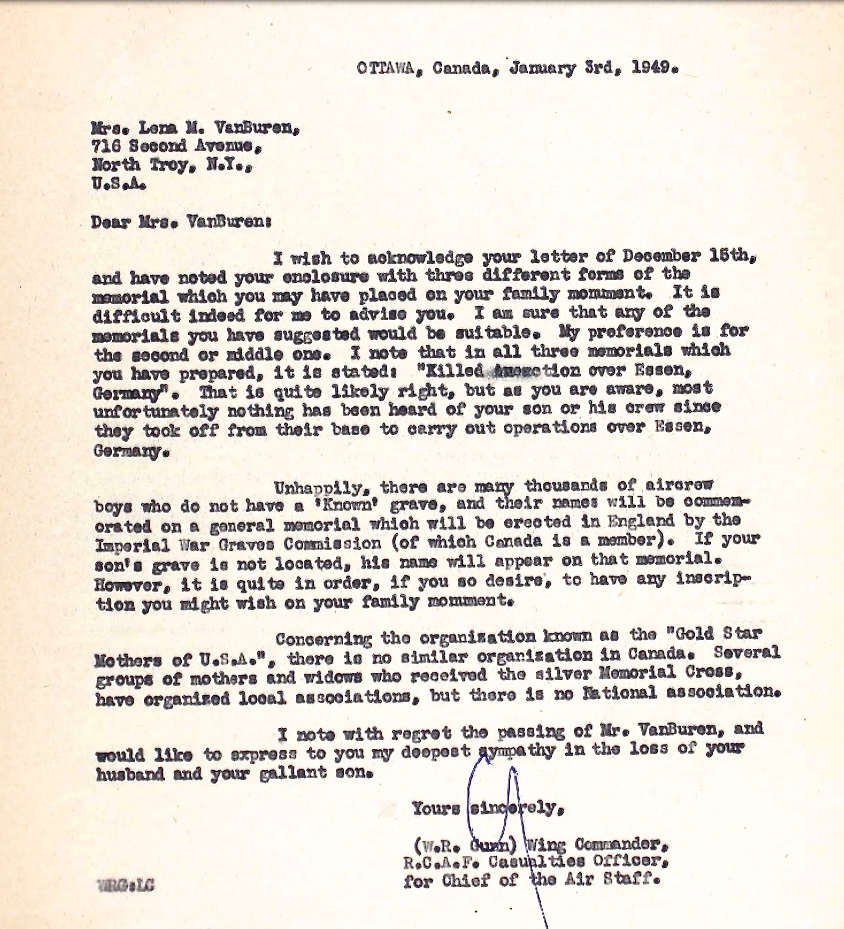 OTTAWA, Canada, January 3rd, 1949.
Mrs. Lena M. VanBuren,
716 Second Avenue,
North Troy, N.Y.,
U.S.A.
Dear Mrs. VanBuren:
I wish to acknowledge your letter of December 15th,
and have noted your enclosure with three different forms of the
memorial which you may have placed on your family monument. It is
difficult indeed for me to advise you. I am sure that any of the
memorials you have suggested would be suitable. My preference is for
the second or middle one. I note that in all three memorials which
you have prepared, it is stated: "Killed over Essen,
Germany". That is quite likely right, but as you are aware, most
unfortunately nothing has been heard of your son or his crew since
they took off from their base to carry out operations over Essen,
Germany.
Unhappily, there are many thousands of aircrew
boys who do not have a 'Known' grave, and their names will be commem-
orated on a general memorial which will be erected in England by the
Imperial War Graves Commission (of which Canada is a member). If your
son's grave is not located, his name will appear on that memorial.
However, it is quite in order, if you so desire, to have any inscrip-
tion you might wish on your family monument.
Concerning the organization known as the "Gold Star
Mothers of U.S.A.", there is no similar organization in Canada. Several
groups of mothers and widows who received the silver Memorial Cross,
have organized local associations, but there is no National association.
I note with regret the passing of Mr. VanBuren, and
would like to express to you my deepest sympathy in the loss of your
husband and your gallant son.
Yours sincerely,
(W.R. Gunn) Wing Commander,
R.C.A.F. Casualties Officer,
for Chief of the Air Staff.
WRG:LC